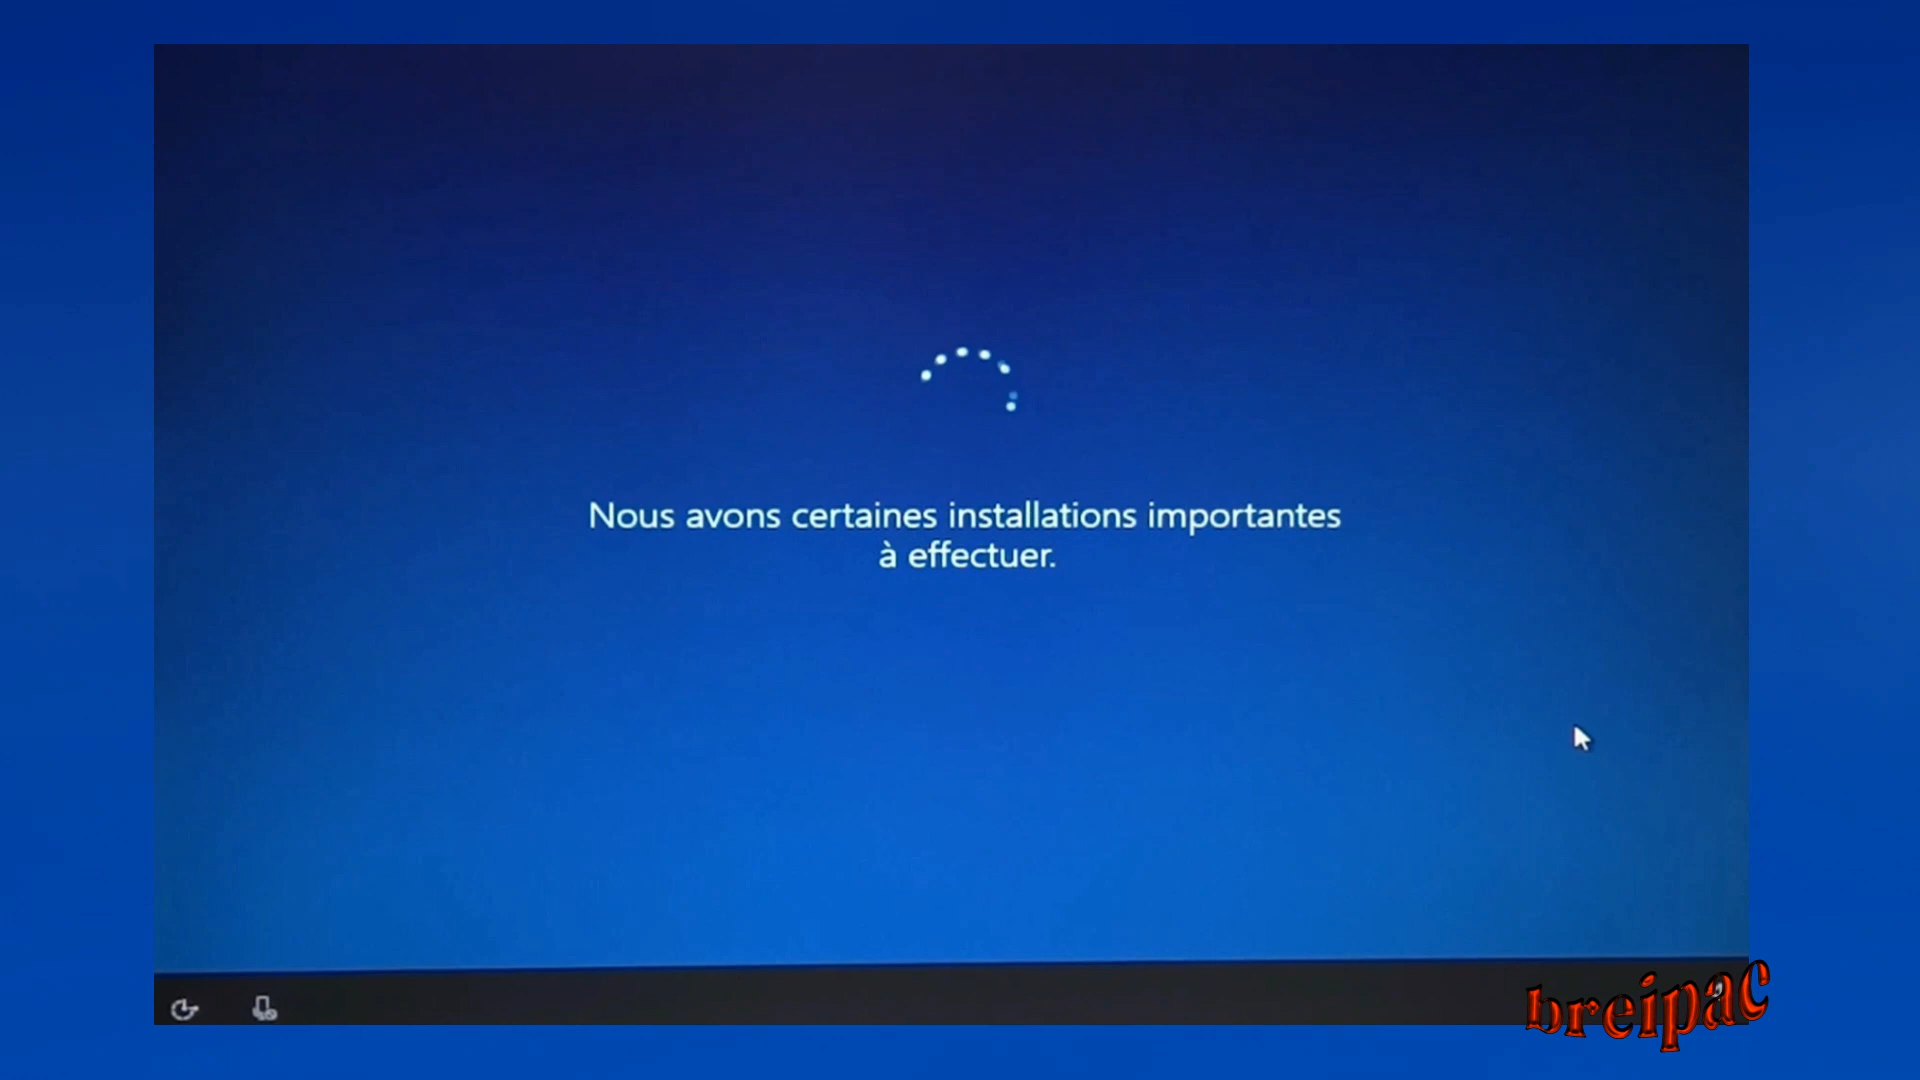 Nous avons certaines installations importantes
à effectuer.
breipac